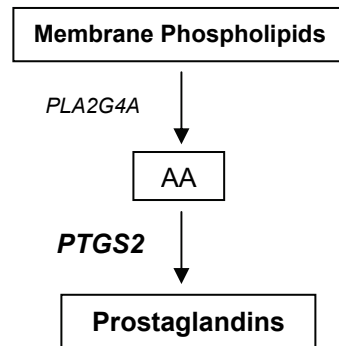 Membrane Phospholipids
PLA2G4A
AA
PTGS2
Prostaglandins